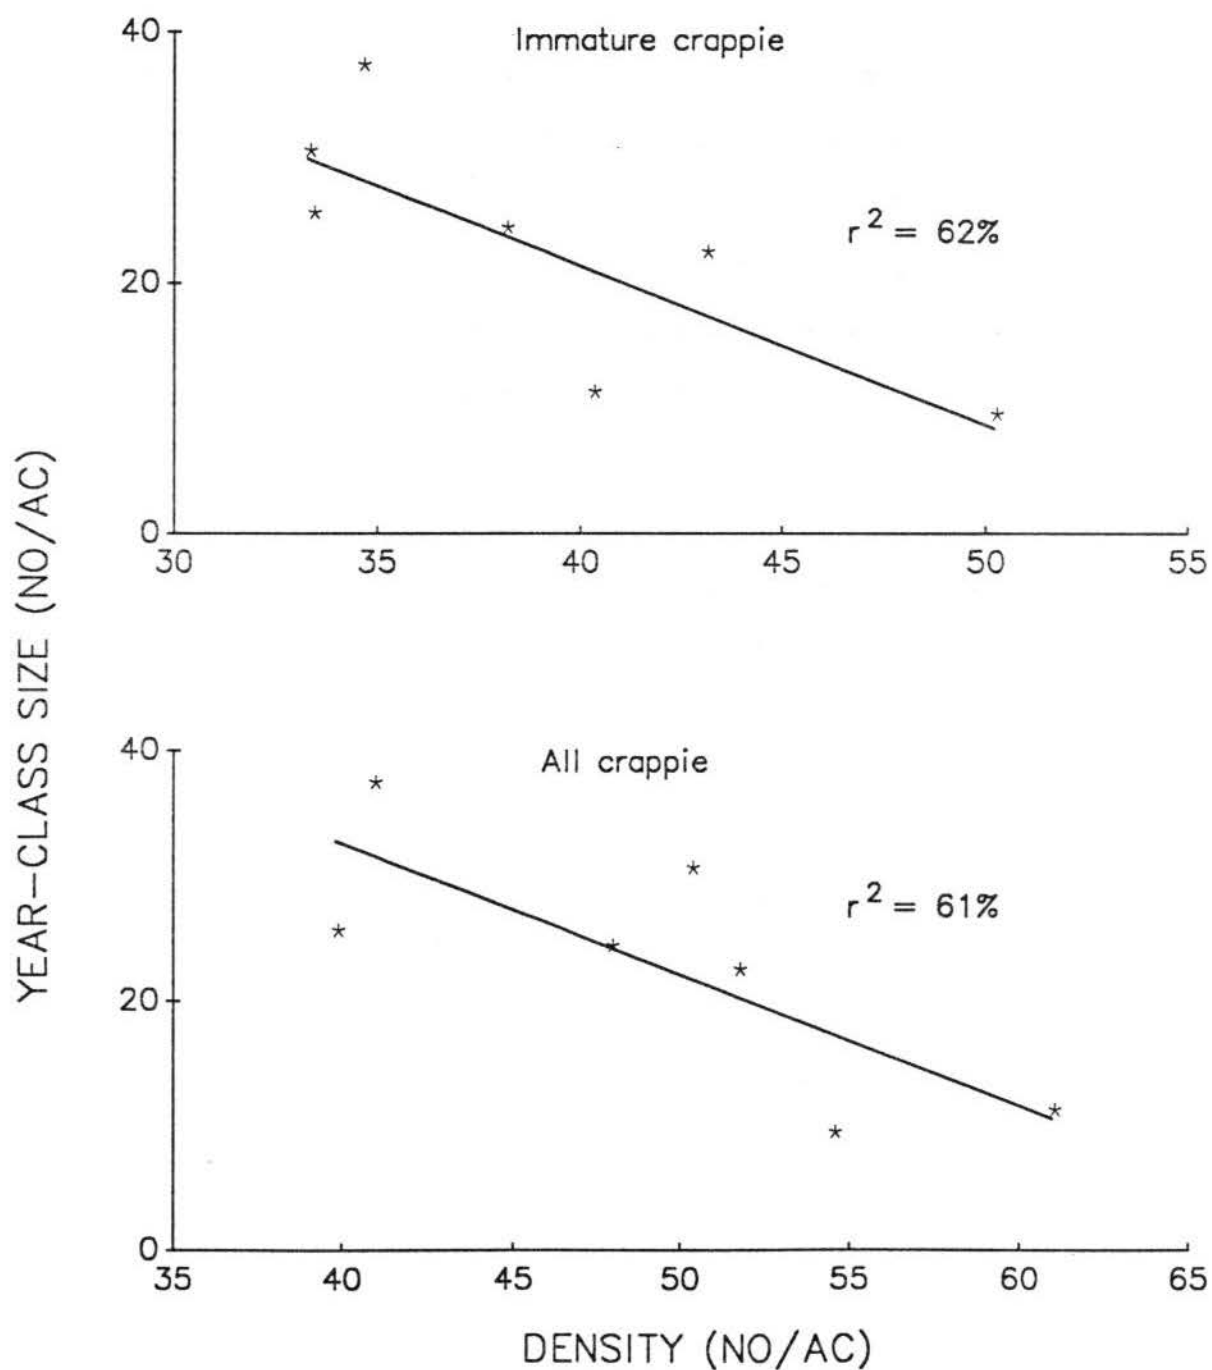 40
Immature crappie
r² = 62%
20
0
30 35 40 45 50 55
YEAR-CLASS SIZE (NO/AC)
40
All crappie
r² = 61%
20
0
35 40 45 50 55 60 65
DENSITY (NO/AC)